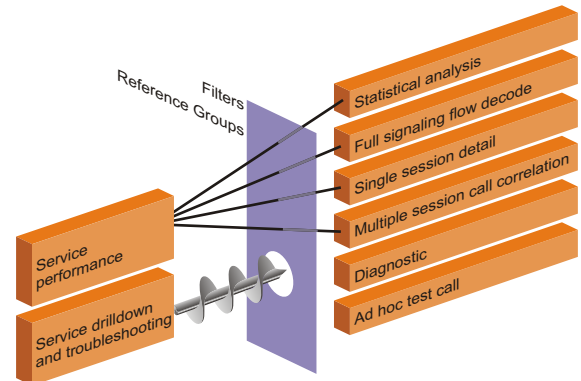 Filters
Reference Groups
Statistical analysis
Full signaling flow decode
Single session detail
Multiple session call correlation
Diagnostic
Ad hoc test call
Service
performance
Service drilldown
and troubleshooting